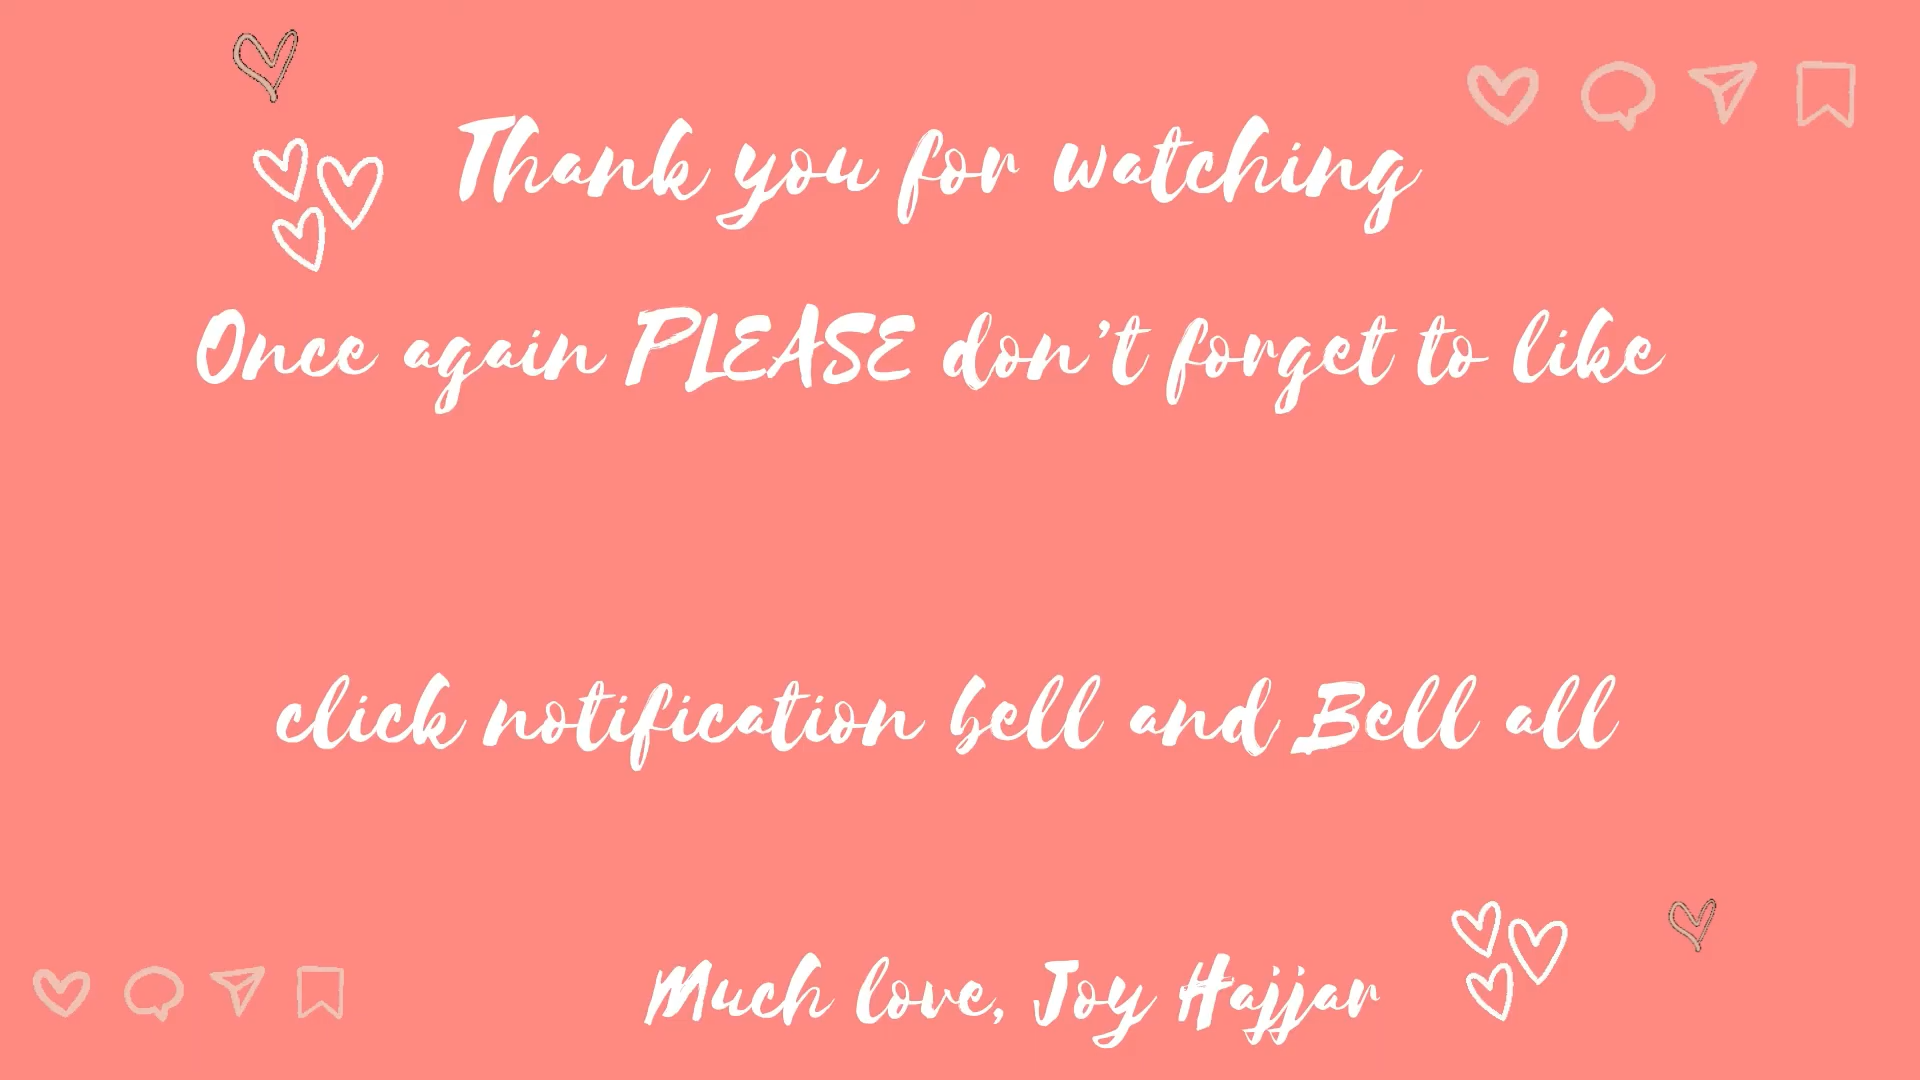 Thank you for watching
Once again PLEASE don't forget to like
click notification bell and Bell all
Much love, Joy Hajjar